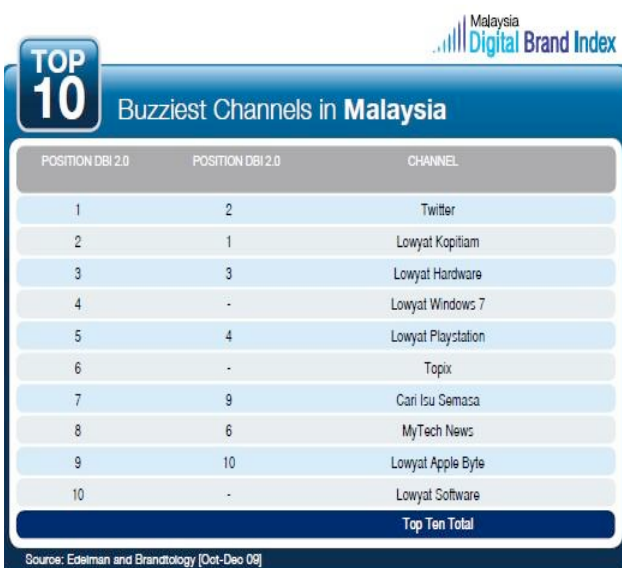 Malaysia
Digital Brand Index
TOP
10
Buzziest Channels in Malaysia
POSITION DBI 2.0 POSITION DBI 2.0 CHANNEL
1 2 Twitter
2 1 Lowyat Kopitiam
3 3 Lowyat Hardware
4 - Lowyat Windows 7
5 4 Lowyat Playstation
6 - Topix
7 9 Cari Isu Semasa
8 6 MyTech News
9 10 Lowyat Apple Byte
10 - Lowyat Software
Top Ten Total
Source: Edelman and Brandtology [Oct-Dec 09]